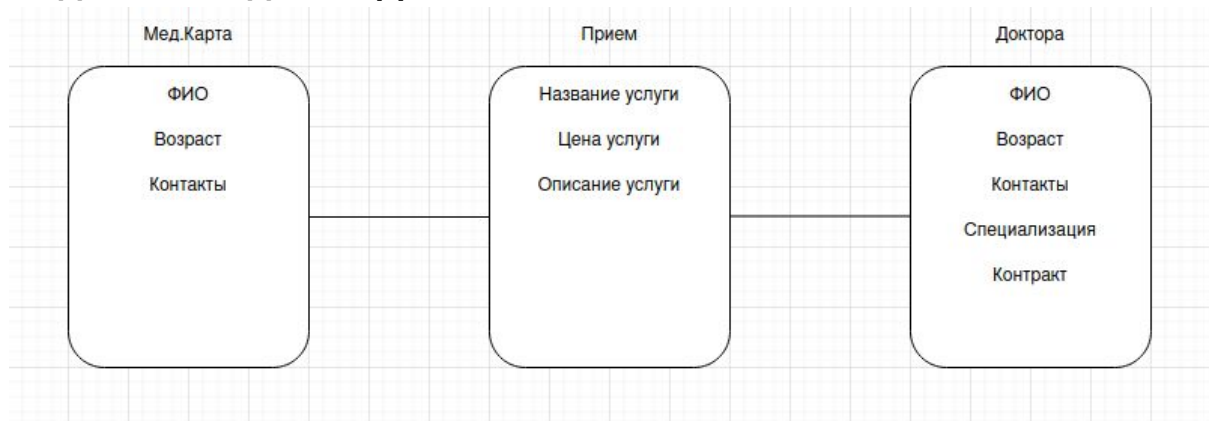 Мед.Карта
ФИО
Возраст
Контакты
Прием
Название услуги
Цена услуги
Описание услуги
Доктора
ФИО
Возраст
Контакты
Специализация
Контракт